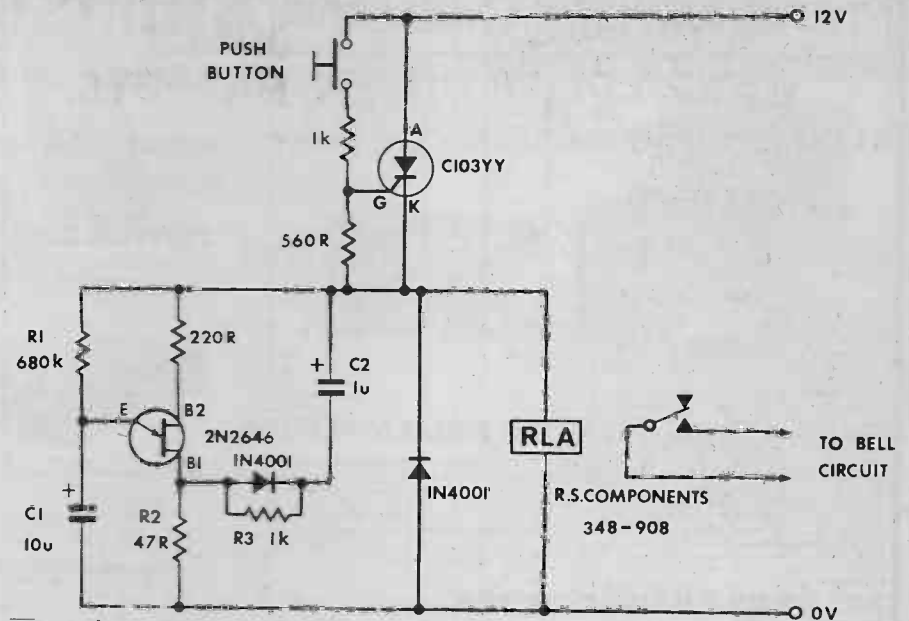 12V
PUSH
BUTTON
1k
A
C103YY
G
K
560R
R1
680k
220R
+
C2
1u
E
B2
2N2646
B1
1N4001
+
C1
10u
R2
47R
R3 1k
1N4001
RLA
R.S.COMPONENTS
348-908
TO BELL
CIRCUIT
0V